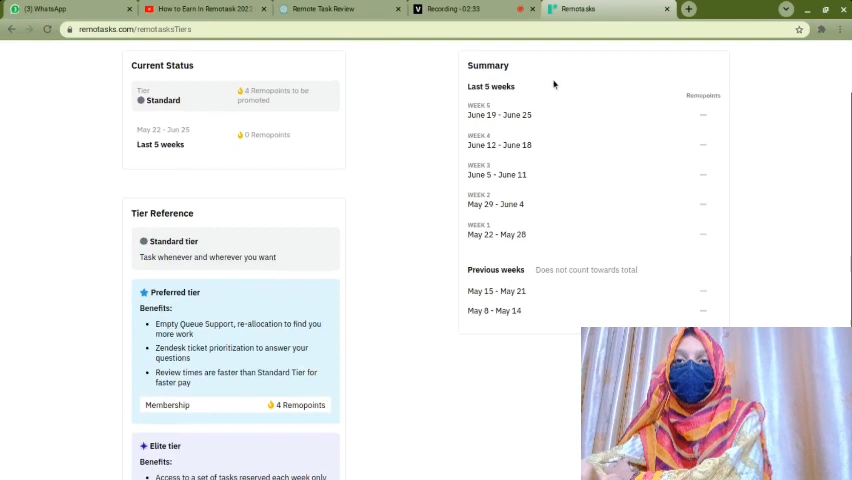 (3) WhatsApp
How to Earn In Remotask 202
Remote Task Review
Recording - 02:33
Remotasks
remotasks.com/remotasksTiers
Current Status
Tier
Standard
4 Remopoints to be
promoted
May 22 - Jun 25
Last 5 weeks
0 Remopoints
Tier Reference
Standard tier
Task whenever and wherever you want
Preferred tier
Benefits:
• Empty Queue Support, re-allocation to find you
more work
• Zendesk ticket prioritization to answer your
questions
• Review times are faster than Standard Tier for
faster pay
Membership
4 Remopoints
Elite tier
Benefits:
• Access to a set of tasks reserved each week only
Summary
Last 5 weeks
Remopoints
WEEK 5
June 19 - June 25
—
WEEK 4
June 12 - June 18
—
WEEK 3
June 5 - June 11
—
WEEK 2
May 29 - June 4
—
WEEK 1
May 22 - May 28
—
Previous weeks
Does not count towards total
May 15 - May 21
—
May 8 - May 14
—